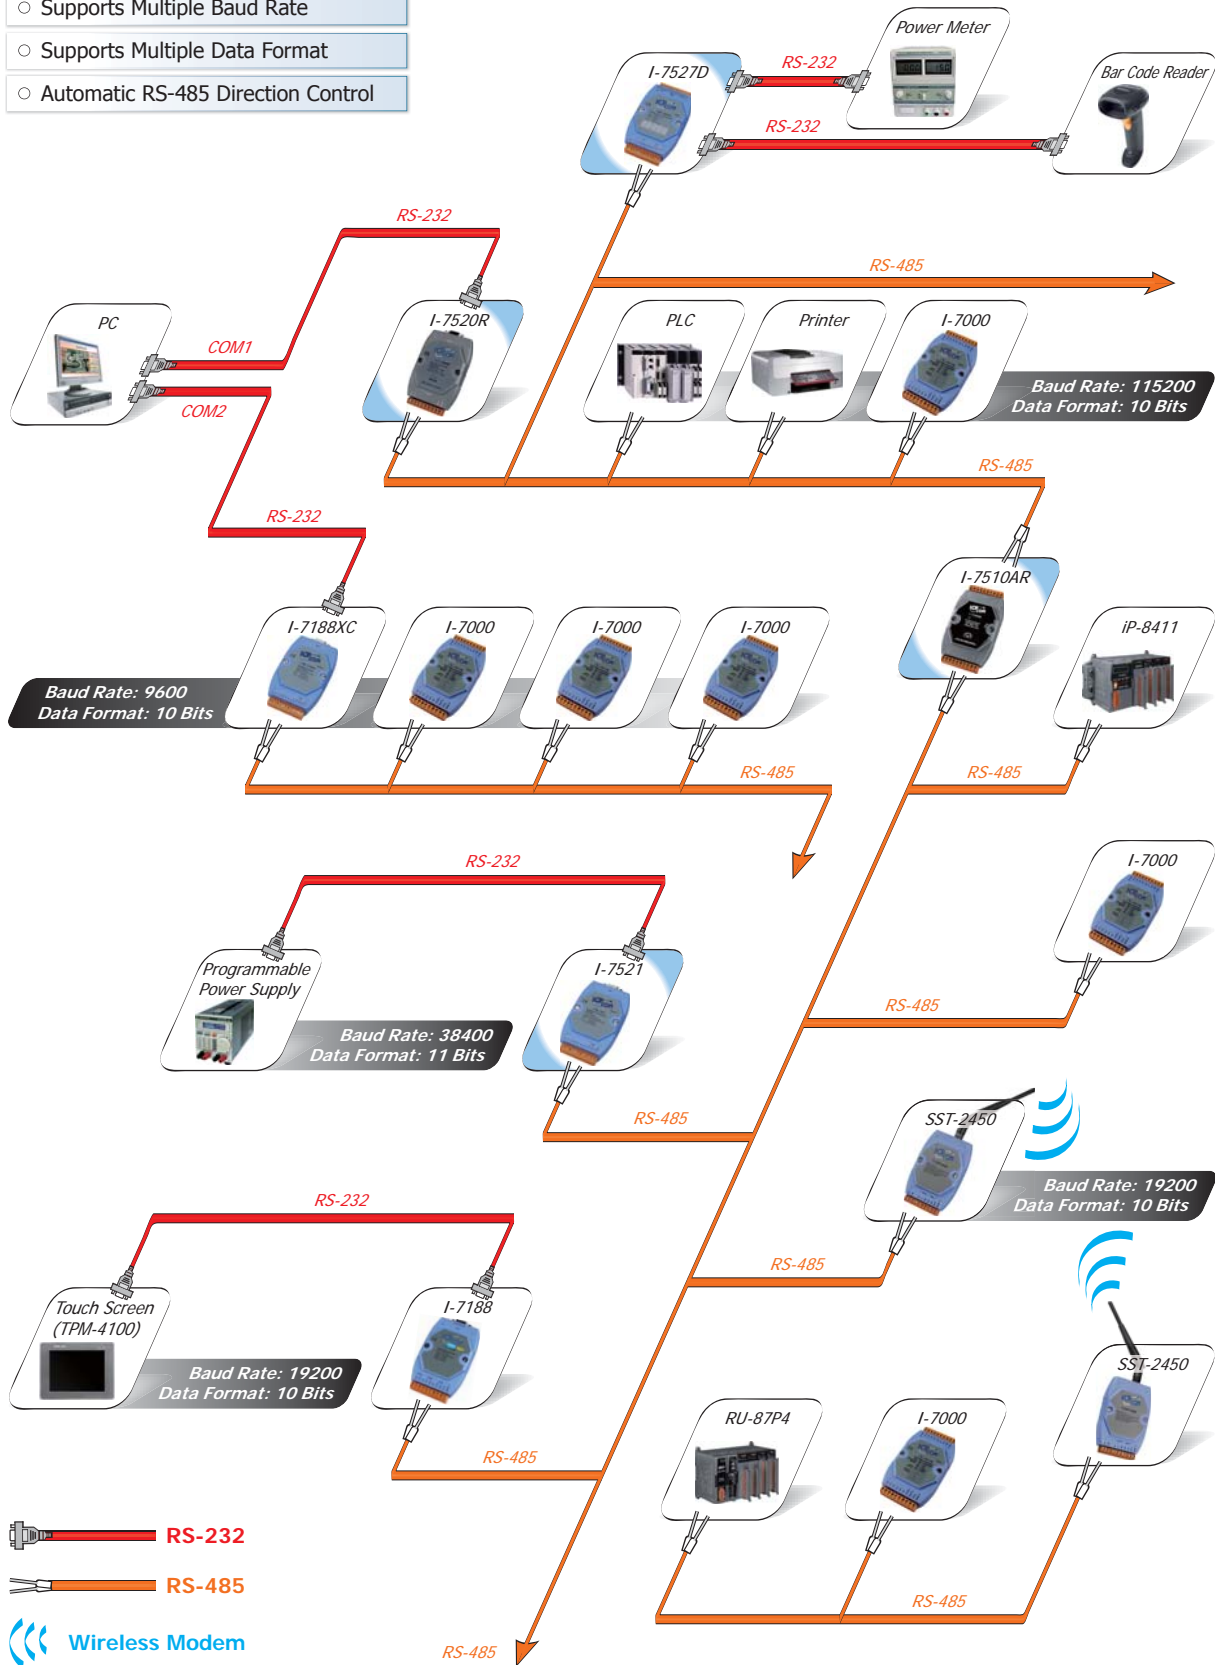 Supports Multiple Baud Rate
Supports Multiple Data Format
Automatic RS-485 Direction Control
Power Meter
I-7527D
RS-232
Bar Code Reader
RS-232
RS-232
RS-485
PC
I-7520R
PLC
Printer
I-7000
COM1
Baud Rate: 115200
Data Format: 10 Bits
COM2
RS-485
RS-232
I-7510AR
I-7188XC
I-7000
I-7000
I-7000
iP-8411
Baud Rate: 9600
Data Format: 10 Bits
RS-485
RS-485
RS-232
I-7000
Programmable
Power Supply
I-7521
RS-485
Baud Rate: 38400
Data Format: 11 Bits
RS-485
SST-2450
Baud Rate: 19200
Data Format: 10 Bits
RS-232
RS-485
Touch Screen
(TPM-4100)
I-7188
Baud Rate: 19200
Data Format: 10 Bits
SST-2450
RU-87P4
I-7000
RS-485
RS-232
RS-485
RS-485
Wireless Modem
RS-485